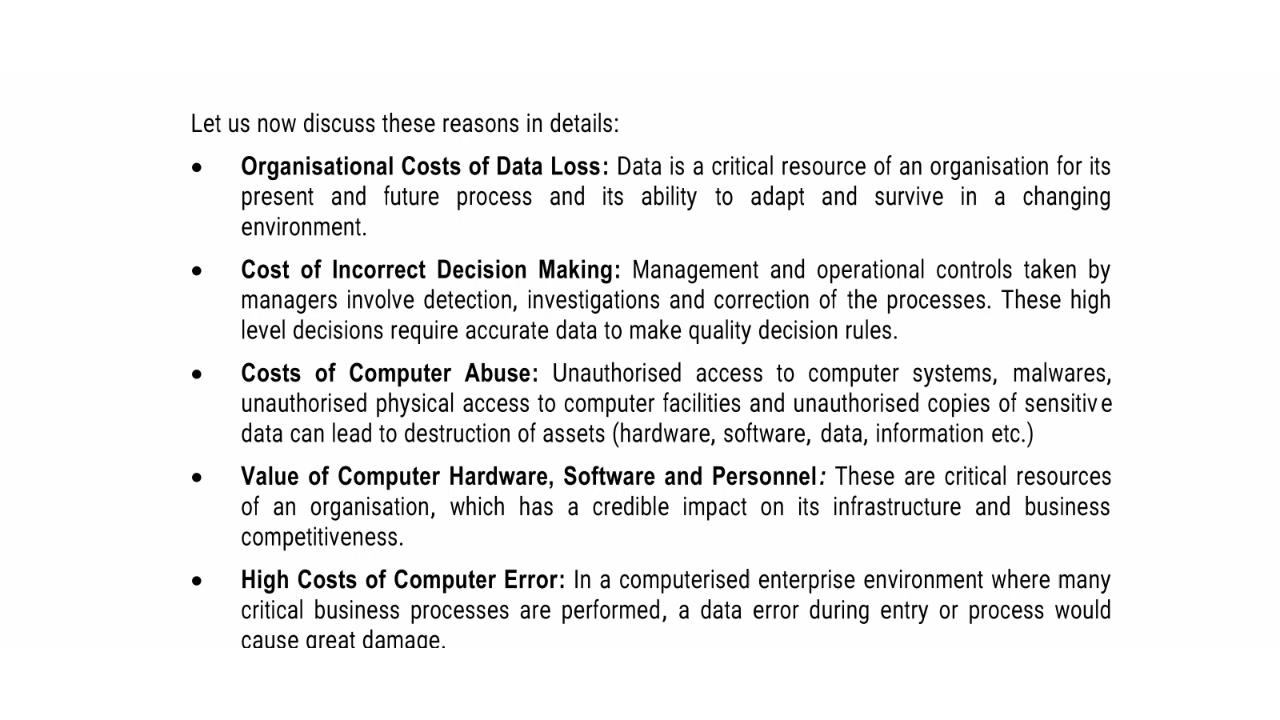 Let us now discuss these reasons in details:
• Organisational Costs of Data Loss: Data is a critical resource of an organisation for its
present and future process and its ability to adapt and survive in a changing
environment.
• Cost of Incorrect Decision Making: Management and operational controls taken by
managers involve detection, investigations and correction of the processes. These high
level decisions require accurate data to make quality decision rules.
• Costs of Computer Abuse: Unauthorised access to computer systems, malwares,
unauthorised physical access to computer facilities and unauthorised copies of sensitive
data can lead to destruction of assets (hardware, software, data, information etc.)
• Value of Computer Hardware, Software and Personnel: These are critical resources
of an organisation, which has a credible impact on its infrastructure and business
competitiveness.
• High Costs of Computer Error: In a computerised enterprise environment where many
critical business processes are performed, a data error during entry or process would
cause great damage.